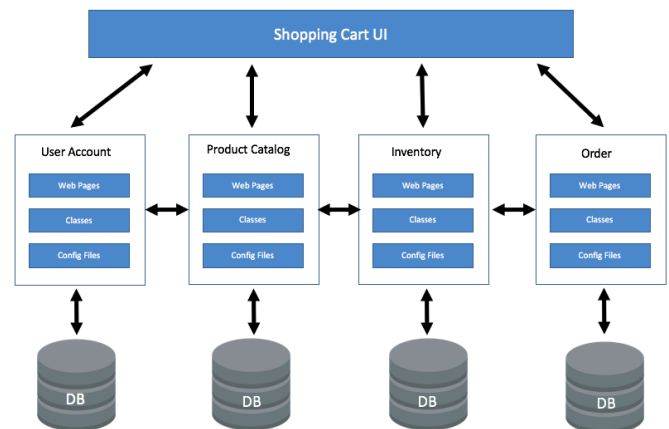 Shopping Cart UI
User Account
Web Pages
Classes
Config Files
Product Catalog
Web Pages
Classes
Config Files
Inventory
Web Pages
Classes
Config Files
Order
Web Pages
Classes
Config Files
DB
DB
DB
DB